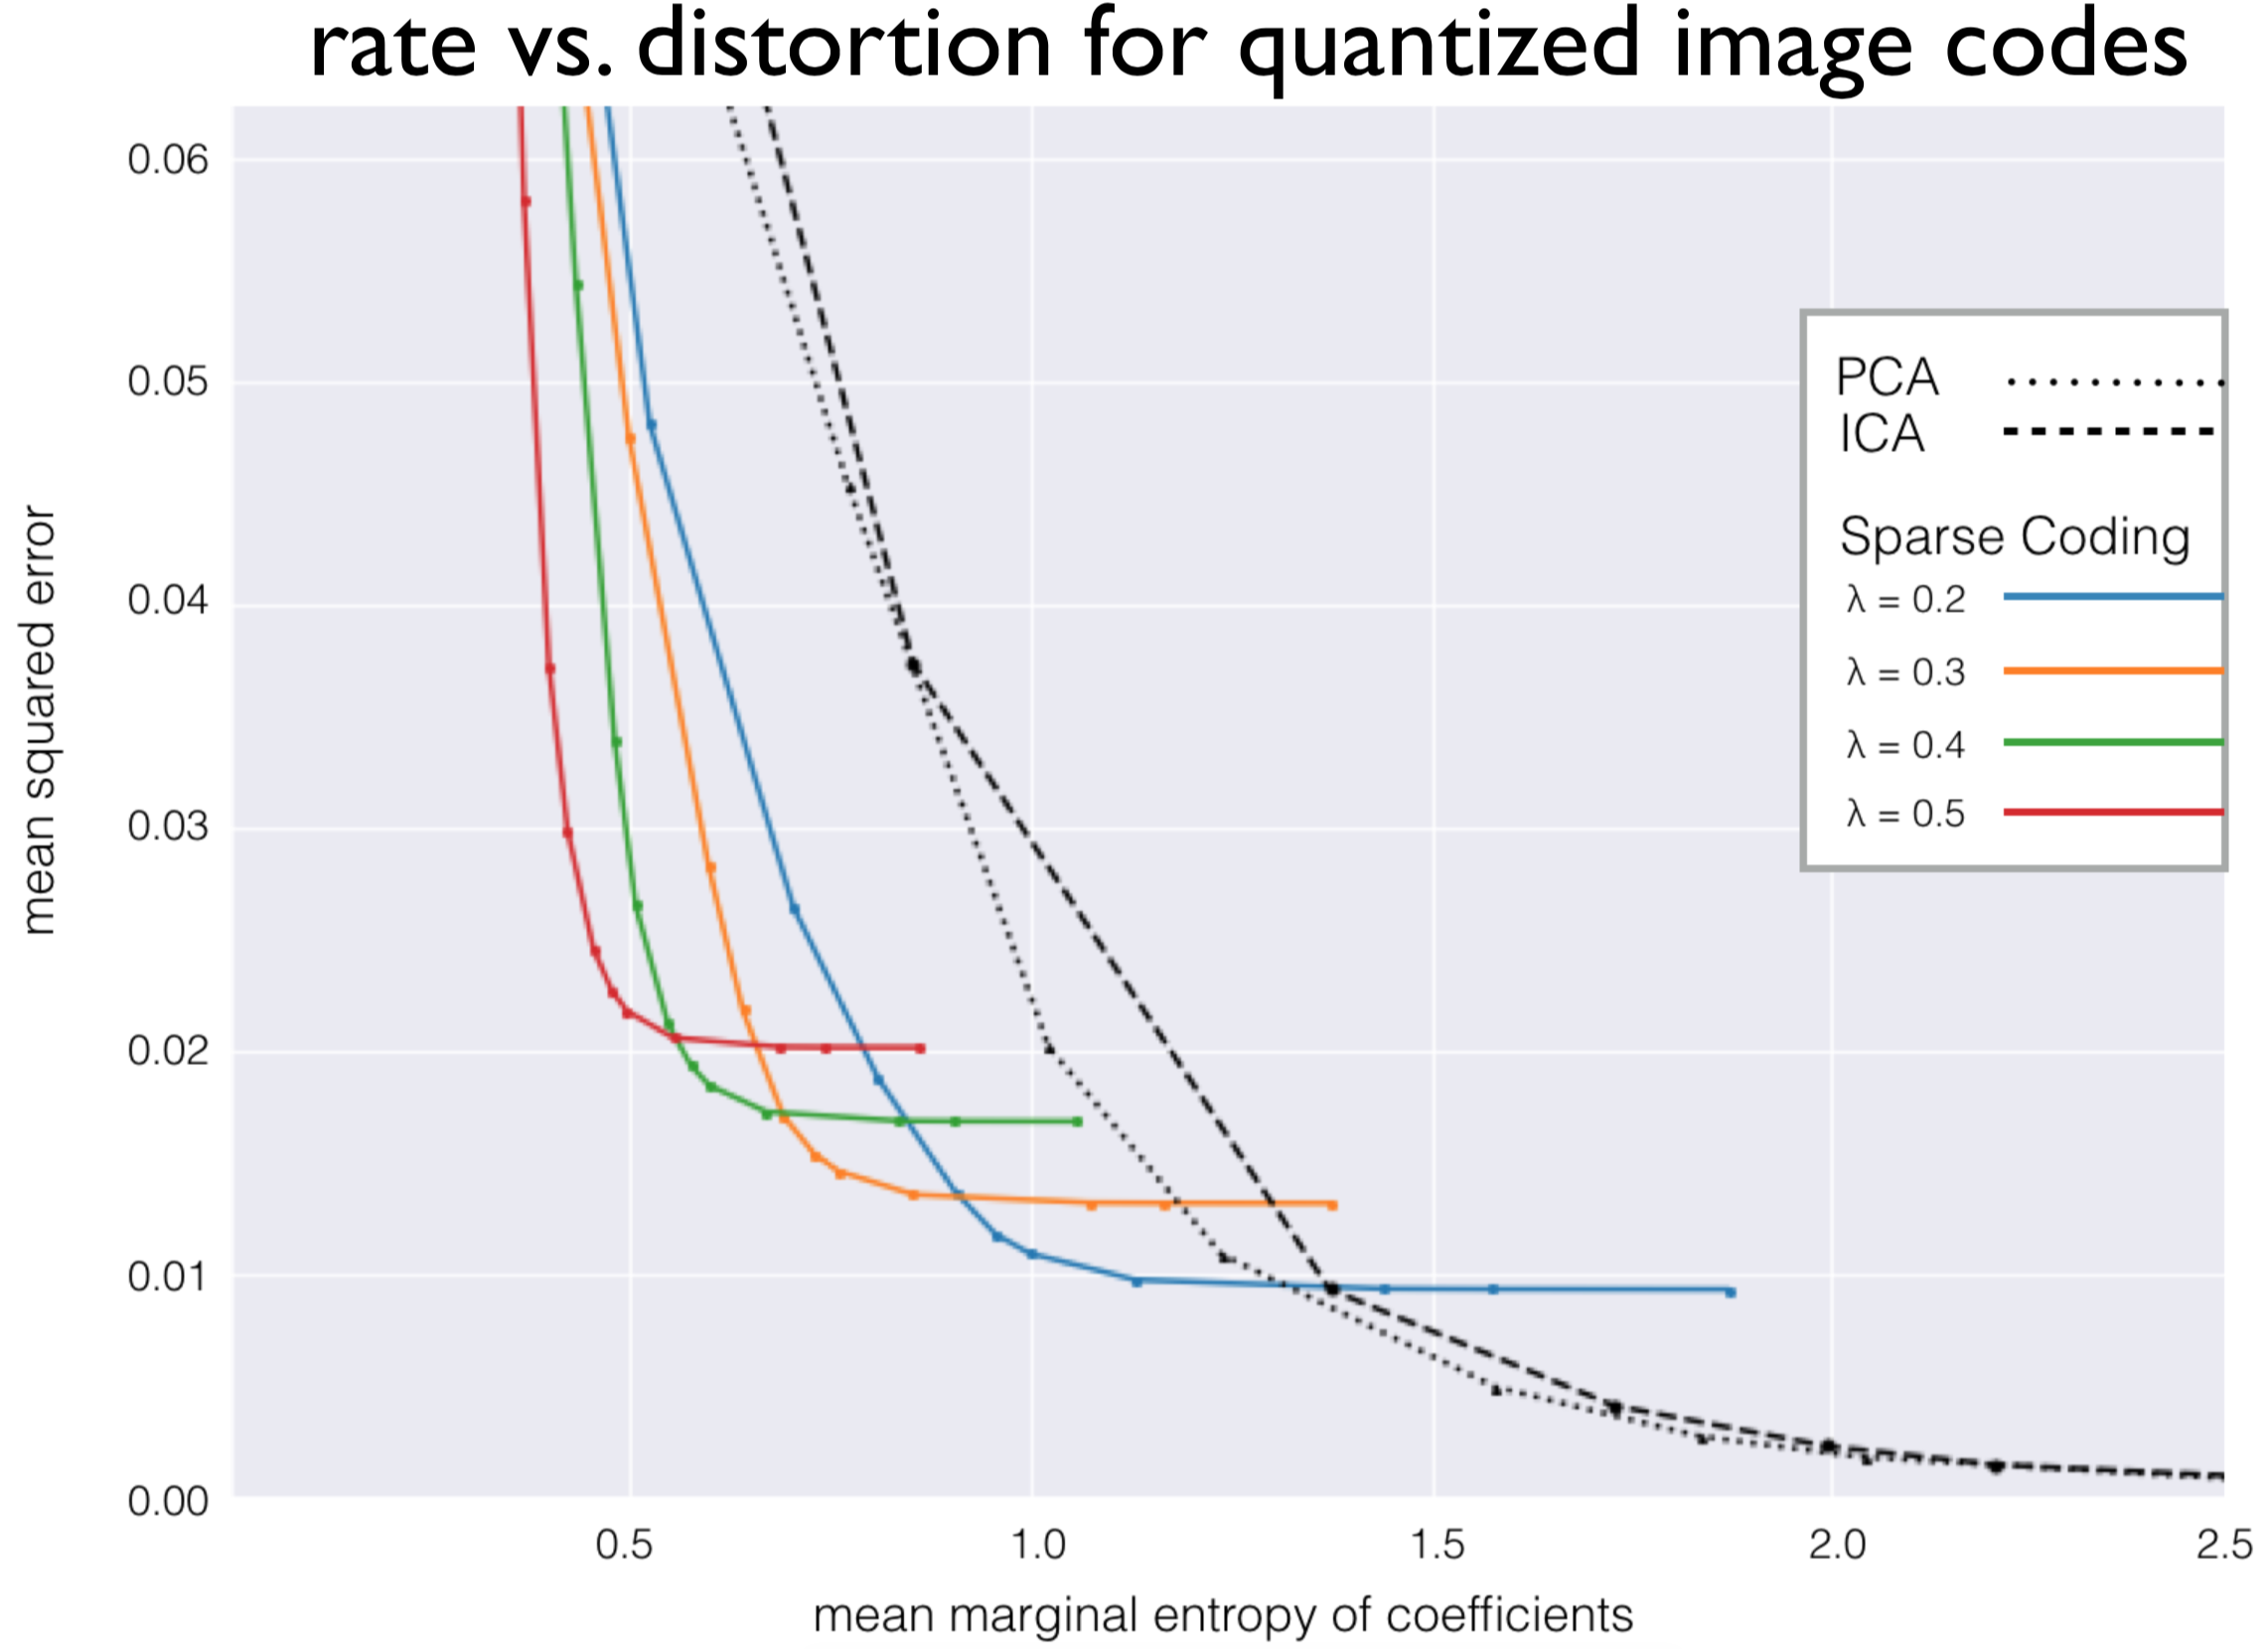 rate vs. distortion for quantized image codes
0.06
0.05
0.04
0.03
0.02
0.01
0.00
mean squared error
0.5 1.0 1.5 2.0 2.5
mean marginal entropy of coefficients
PCA
ICA
Sparse Coding
λ = 0.2
λ = 0.3
λ = 0.4
λ = 0.5